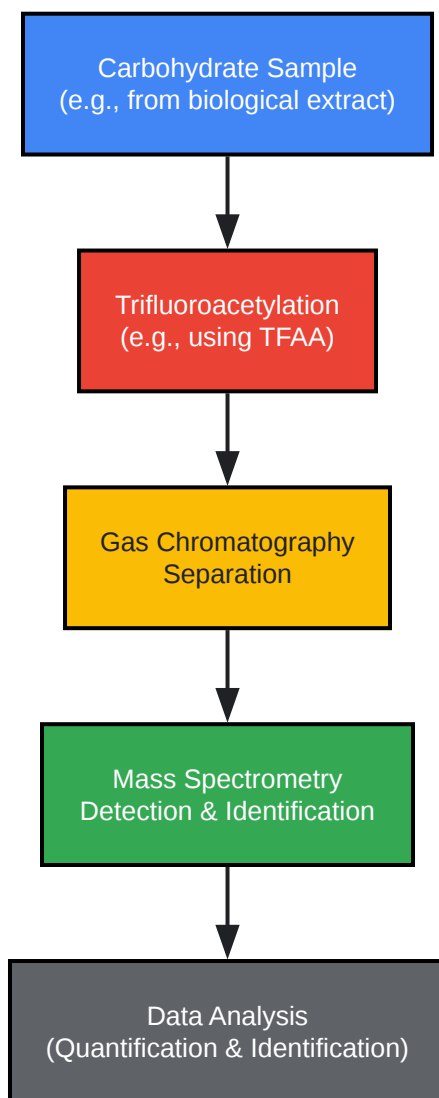 Carbohydrate Sample
(e.g., from biological extract)
Trifluoroacetylation
(e.g., using TFAA)
Gas Chromatography
Separation
Mass Spectrometry
Detection & Identification
Data Analysis
(Quantification & Identification)